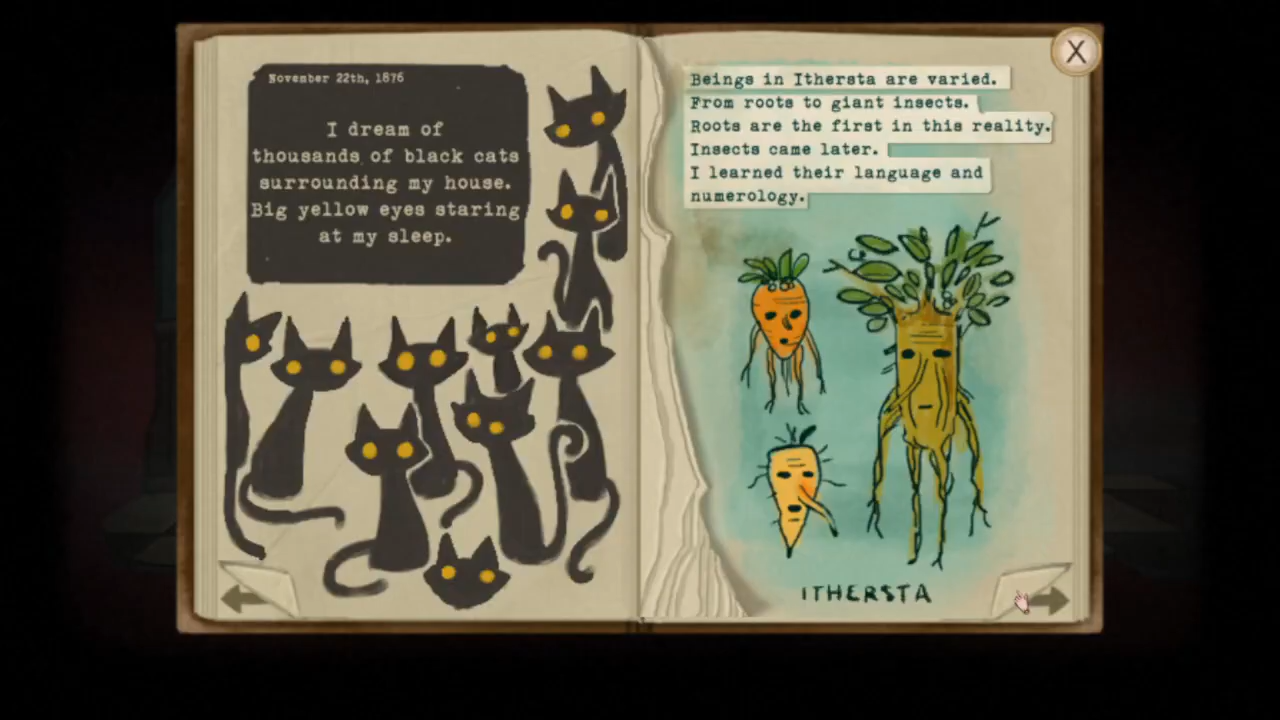 November 22th, 1876
I dream of
thousands of black cats
surrounding my house.
Big yellow eyes staring
at my sleep.
X
Beings in Ithersta are varied.
From roots to giant insects.
Roots are the first in this reality.
Insects came later.
I learned their language and
numerology.
ITHERSTA